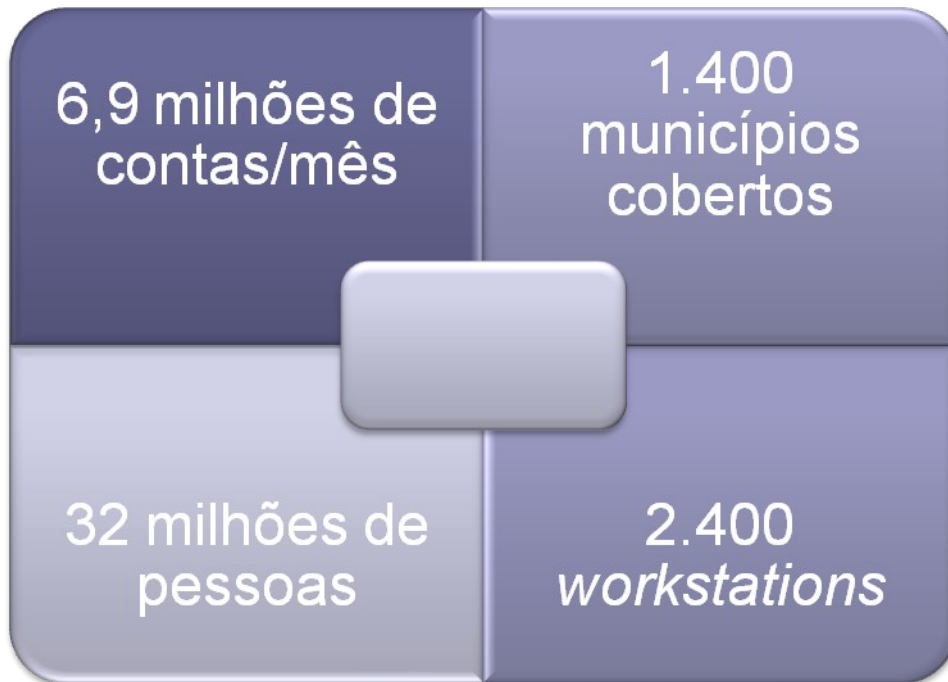 6,9 milhões de
contas/mês
1.400
municípios
cobertos
32 milhões de
pessoas
2.400
workstations